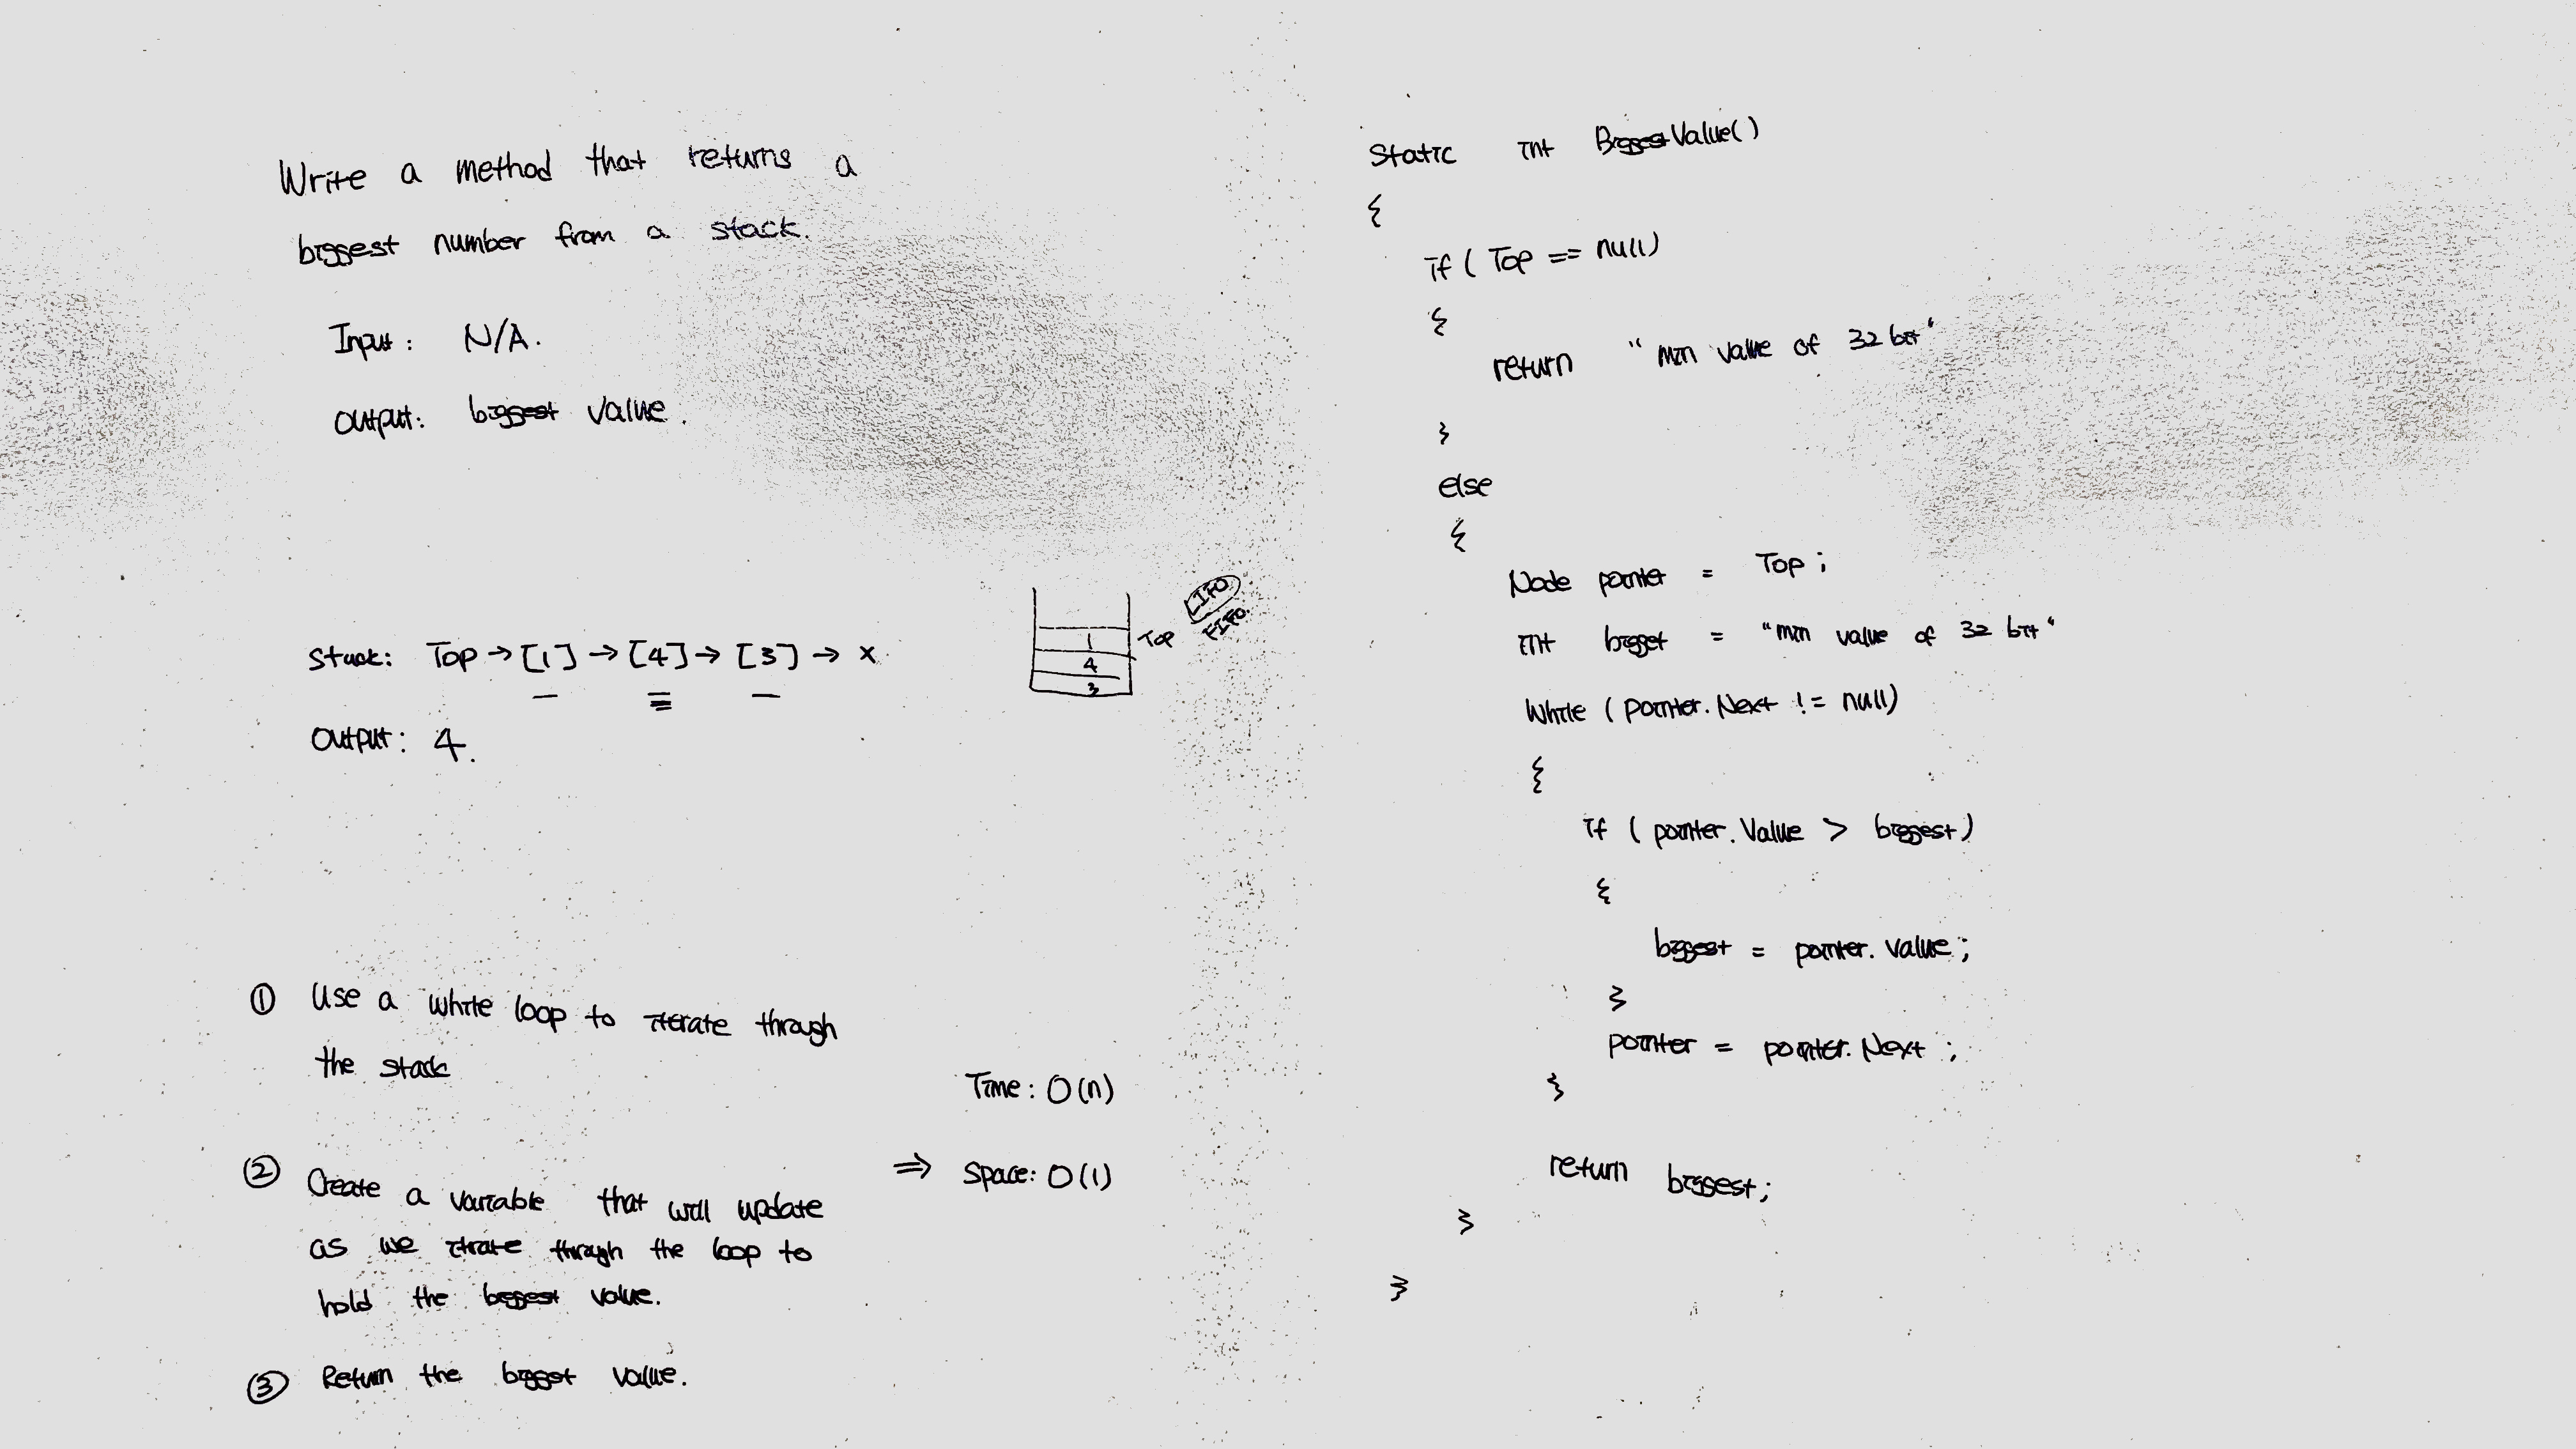 Write a method that returns a
biggest number from a stack.
Input: N/A.
Output: biggest value.
Stack: Top → [1] → [4] → [3] → x
Output: 4.
1
4
3
Top
LIFO
FIFO.
① Use a while loop to iterate through
the stack
② Create a variable that will update
as we itrate through the loop to
hold the biggest value.
③ Return the biggest value.
Time: O(n)
⇒ Space: O(1)
Static int BiggestValue()
{
if ( Top == null)
{
return "min value of 32 bit"
}
else
{
Node pointer = Top;
int biggest = "min value of 32 bit"
While (pointer.Next != null)
{
if (pointer.Value > biggest)
{
biggest = pointer.Value;
}
pointer = pointer.Next;
}
return biggest;
}
}